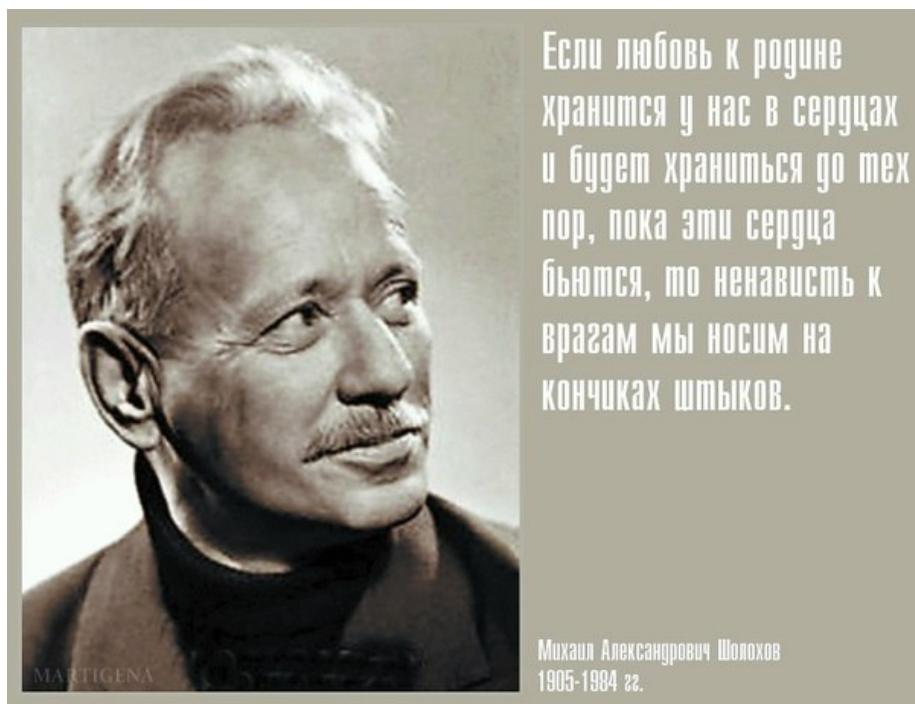 Если любовь к родине
хранится у нас в сердцах
и будет храниться до тех
пор, пока эти сердца
бьются, то ненависть к
врагам мы носим на
кончиках штыков.
Михаил Александрович Шолохов
1905-1984 гг.
MARTIGENA